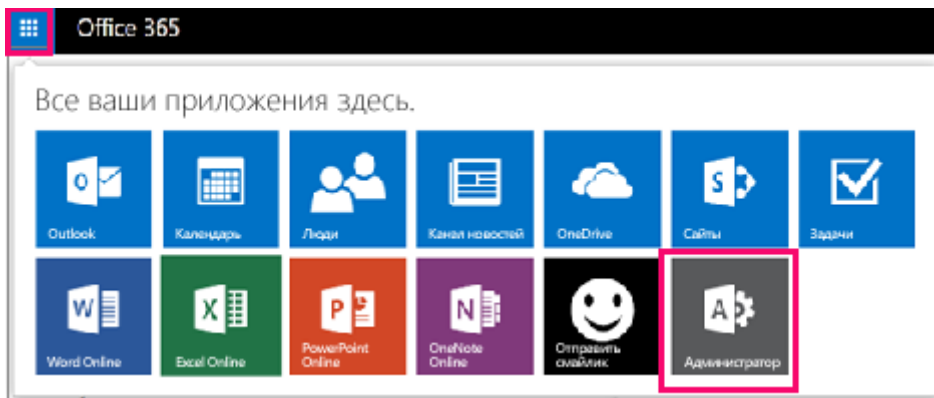 Office 365
Все ваши приложения здесь.
Outlook
Календарь
Люди
Канал новостей
OneDrive
Сайты
Задачи
Word Online
Excel Online
PowerPoint
Online
OneNote
Online
Отправить
смайлик
Администратор